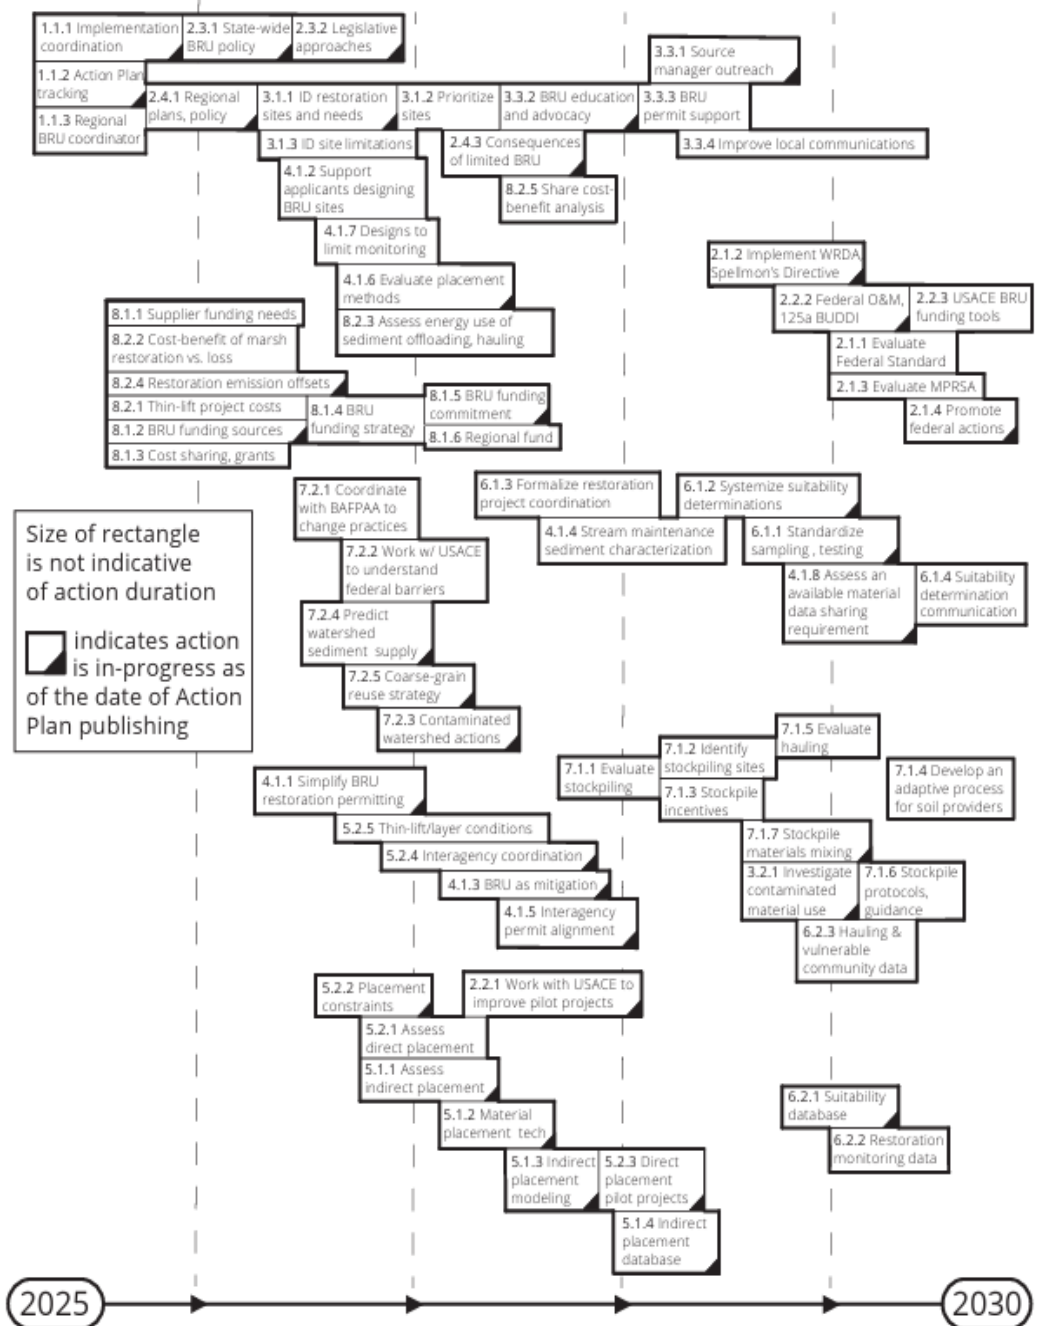 1.1.1 Implementation
coordination
2.3.1 State-wide
BRU policy
2.3.2 Legislative
approaches
3.3.1 Source
manager outreach
1.1.2 Action Plan
tracking
1.1.3 Regional
BRU coordinator
2.4.1 Regional
plans, policy
3.1.1 ID restoration
sites and needs
3.1.2 Prioritize
sites
3.3.2 BRU education
and advocacy
3.3.3 BRU
permit support
3.1.3 ID site limitations
2.4.3 Consequences
of limited BRU
3.3.4 Improve local communications
4.1.2 Support
applicants designing
BRU sites
8.2.5 Share cost-
benefit analysis
4.1.7 Designs to
limit monitoring
2.1.2 Implement WRDA,
Spellmon's Directive
4.1.6 Evaluate placement
methods
2.2.2 Federal O&M,
125a BUDDI
2.2.3 USACE BRU
funding tools
8.1.1 Supplier funding needs
8.2.3 Assess energy use of
sediment offloading, hauling
8.2.2 Cost-benefit of marsh
restoration vs. loss
2.1.1 Evaluate
Federal Standard
8.2.4 Restoration emission offsets
2.1.3 Evaluate MPRSA
8.2.1 Thin-lift project costs
8.1.4 BRU
funding strategy
8.1.5 BRU funding
commitment
2.1.4 Promote
federal actions
8.1.2 BRU funding sources
8.1.6 Regional fund
8.1.3 Cost sharing, grants
7.2.1 Coordinate
with BAFPAA to
change practices
6.1.3 Formalize restoration
project coordination
6.1.2 Systemize suitability
determinations
4.1.4 Stream maintenance
sediment characterization
6.1.1 Standardize
sampling , testing
Size of rectangle
is not indicative
of action duration
7.2.2 Work w/ USACE
to understand
federal barriers
4.1.8 Assess an
available material
data sharing
requirement
6.1.4 Suitability
determination
communication
7.2.4 Predict
watershed
sediment supply
indicates action
is in-progress as
of the date of Action
Plan publishing
7.2.5 Coarse-grain
reuse strategy
7.2.3 Contaminated
watershed actions
7.1.5 Evaluate
hauling
7.1.2 Identify
stockpiling sites
7.1.1 Evaluate
stockpiling
7.1.4 Develop an
adaptive process
for soil providers
7.1.3 Stockpile
incentives
4.1.1 Simplify BRU
restoration permitting
5.2.5 Thin-lift/layer conditions
7.1.7 Stockpile
materials mixing
5.2.4 Interagency coordination
3.2.1 Investigate
contaminated
material use
7.1.6 Stockpile
protocols,
guidance
4.1.3 BRU as mitigation
4.1.5 Interagency
permit alignment
6.2.3 Hauling &
vulnerable
community data
5.2.2 Placement
constraints
2.2.1 Work with USACE to
improve pilot projects
5.2.1 Assess
direct placement
5.1.1 Assess
indirect placement
6.2.1 Suitability
database
5.1.2 Material
placement tech
6.2.2 Restoration
monitoring data
5.1.3 Indirect
placement
modeling
5.2.3 Direct
placement
pilot projects
5.1.4 Indirect
placement
database
2025
2030